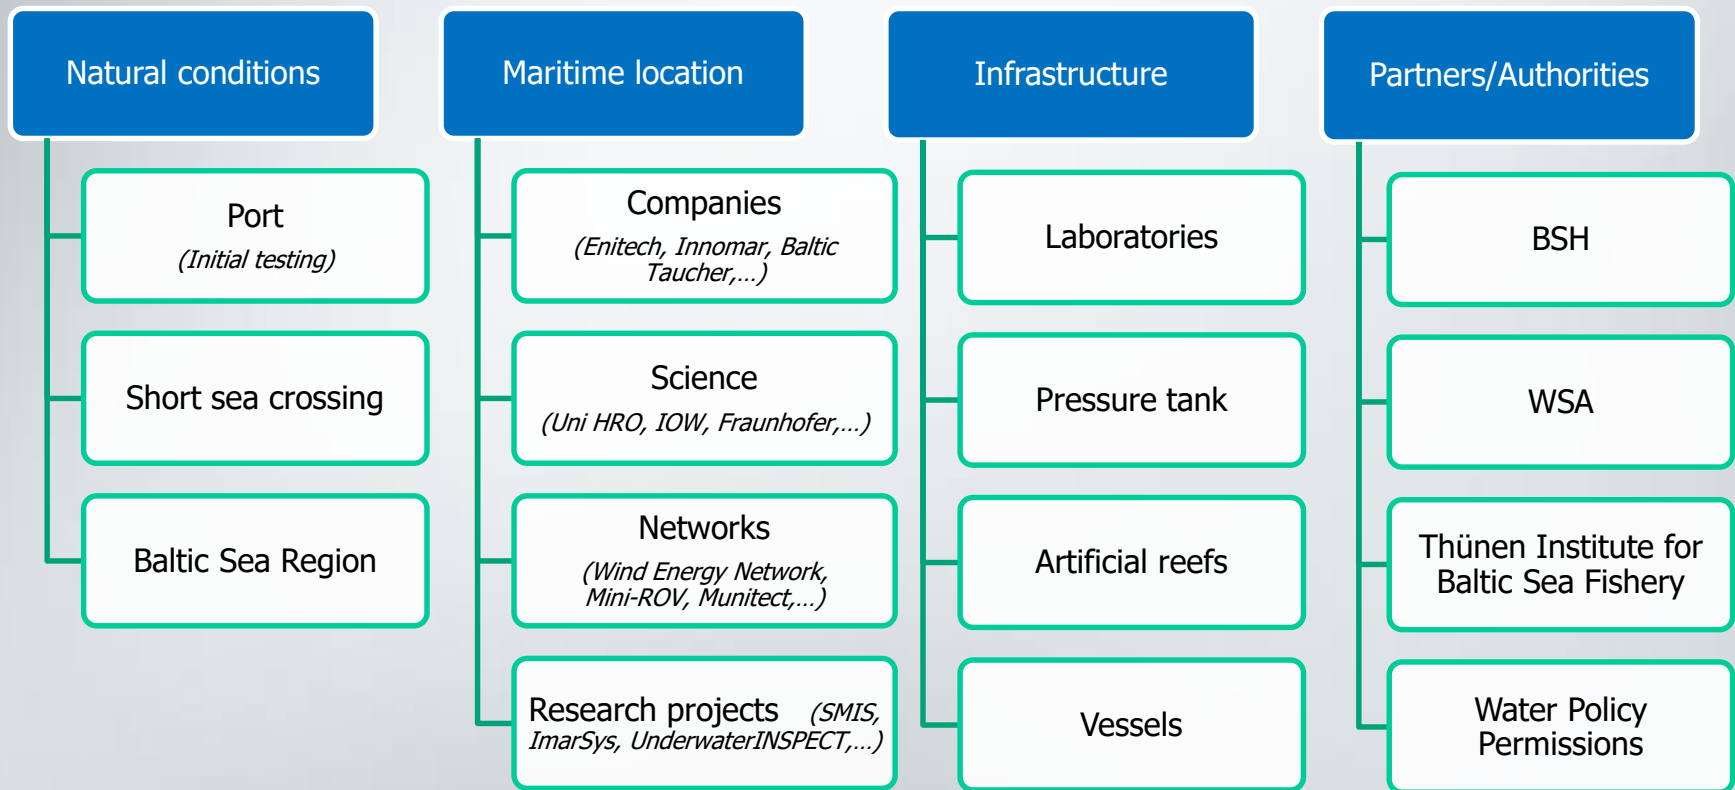 Natural conditions
Port
(Initial testing)
Short sea crossing
Baltic Sea Region
Maritime location
Companies
(Enitech, Innomar, Baltic
Taucher,...)
Science
(Uni HRO, IOW, Fraunhofer,...)
Networks
(Wind Energy Network,
Mini-ROV, Munitect,...)
Research projects (SMIS,
ImarSys, UnderwaterINSPECT,...)
Infrastructure
Laboratories
Pressure tank
Artificial reefs
Vessels
Partners/Authorities
BSH
WSA
Thünen Institute for
Baltic Sea Fishery
Water Policy
Permissions